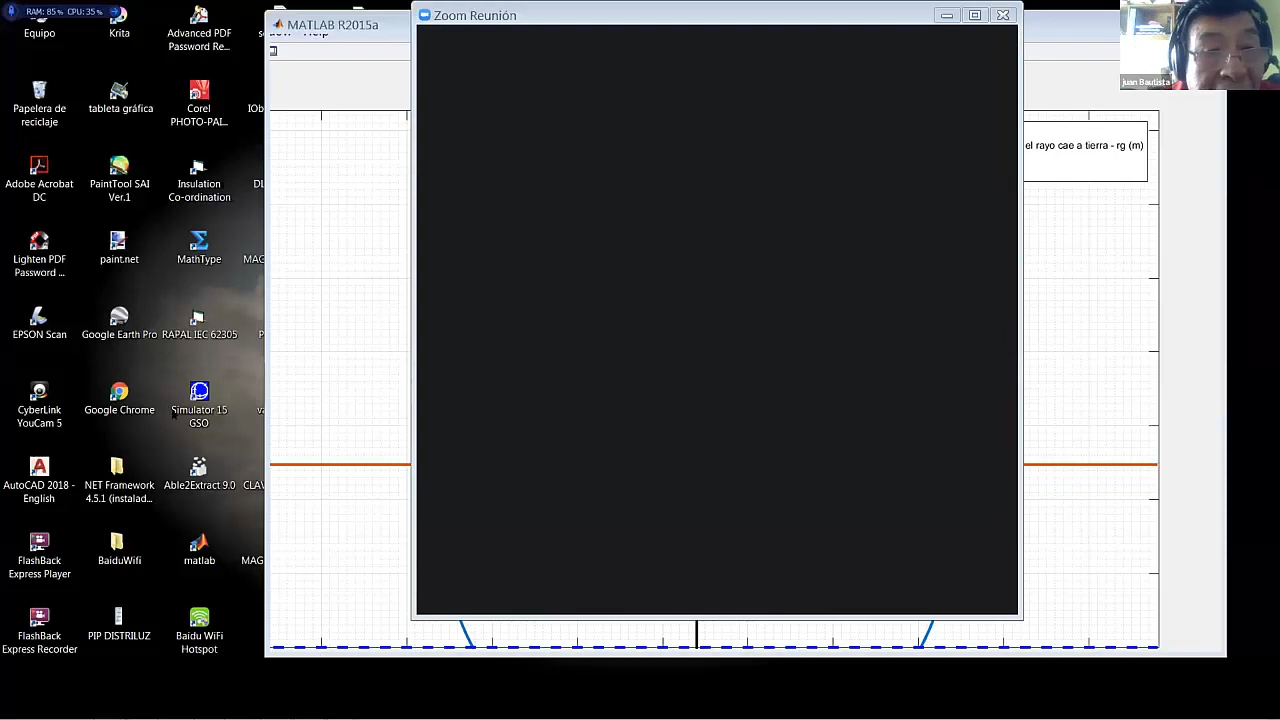 RAM: 85 % CPU: 35 %
Equipo
Krita
Advanced PDF
Password Re...
Papelera de
reciclaje
tableta gráfica
Corel
PHOTO-PAI...
Adobe Acrobat
DC
PaintTool SAI
Ver.1
Insulation
Co-ordination
Lighten PDF
Password ...
paint.net
MathType
MAG
EPSON Scan
Google Earth Pro
RAPAL IEC 62305
CyberLink
YouCam 5
Google Chrome
Simulator 15
GSO
AutoCAD 2018 -
English
NET Framework
4.5.1 (instalad...
Able2Extract 9.0
CLAV
FlashBack
Express Player
BaiduWifi
matlab
MAG
FlashBack
Express Recorder
PIP DISTRILUZ
Baidu WiFi
Hotspot
MATLAB R2015a
Help
Zoom Reunión
el rayo cae a tierra - rg (m)
juan Bautista